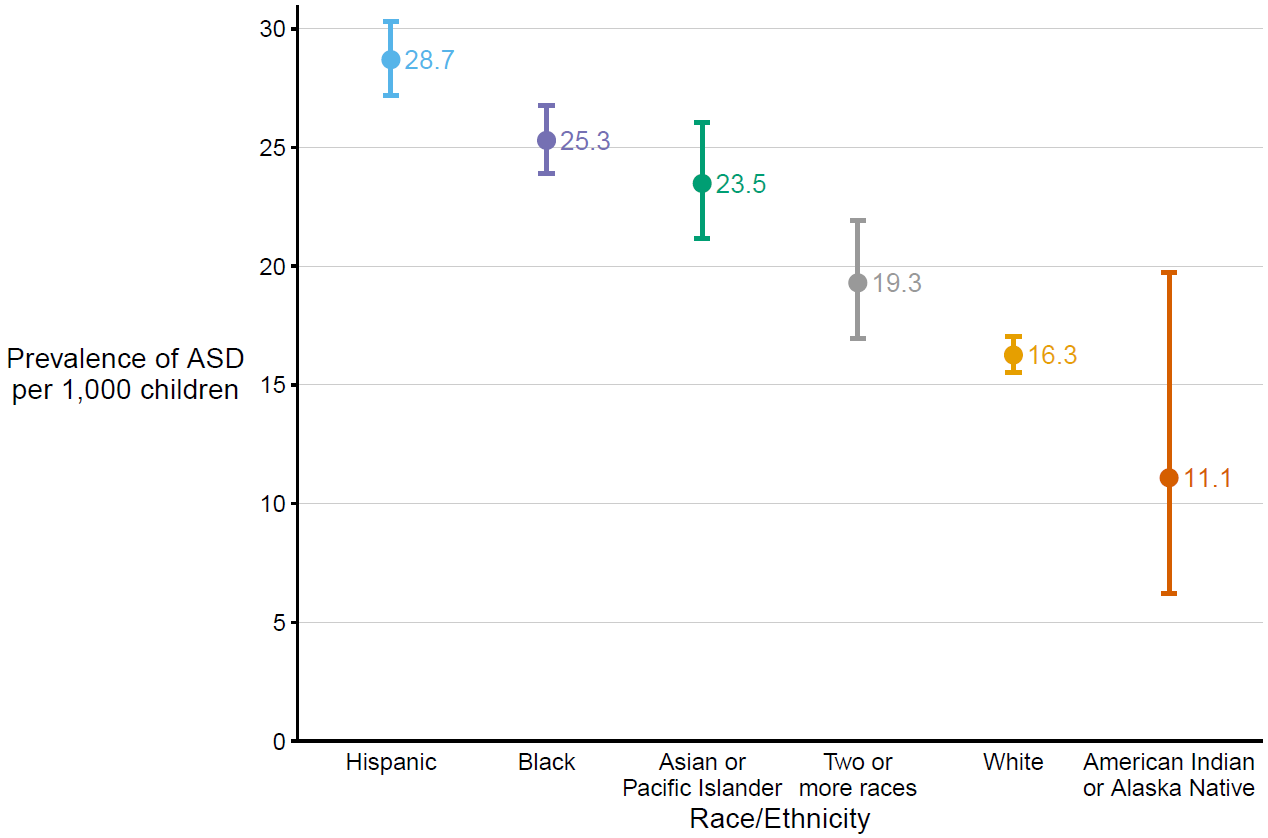 30
25
20
15
10
5
0
Prevalence of ASD
per 1,000 children
28.7
25.3
23.5
19.3
16.3
11.1
Hispanic
Black
Asian or
Pacific Islander
Two or
more races
White
American Indian
or Alaska Native
Race/Ethnicity